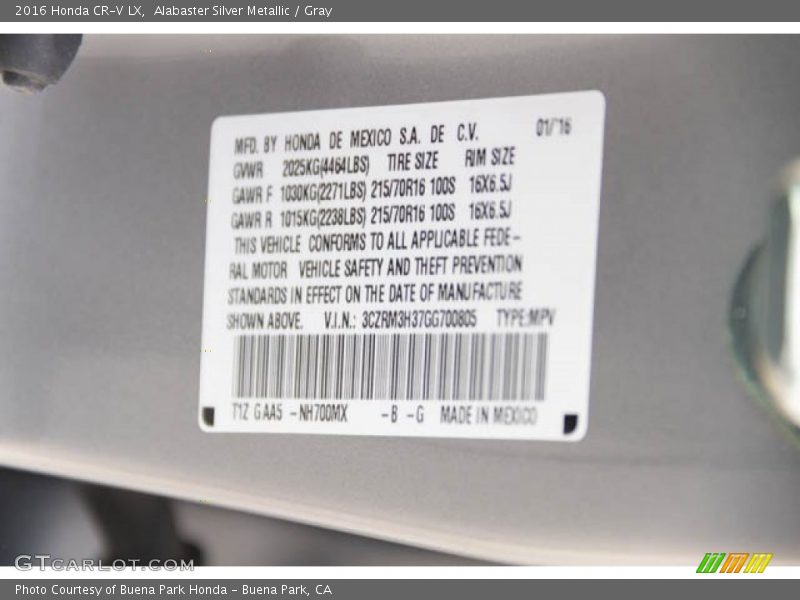 2016 Honda CR-V LX,  Alabaster Silver Metallic / Gray
MFD. BY HONDA DE MEXICO S.A. DE C.V. 01/16
GVWR 2025KG(4464LBS) TIRE SIZE RIM SIZE
GAWR F 1030KG(2271LBS) 215/70R16 100S 16X6.5J
GAWR R 1015KG(2238LBS) 215/70R16 100S 16X6.5J
THIS VEHICLE CONFORMS TO ALL APPLICABLE FEDE-
RAL MOTOR VEHICLE SAFETY AND THEFT PREVENTION
STANDARDS IN EFFECT ON THE DATE OF MANUFACTURE
SHOWN ABOVE. V.I.N.: 3CZRM3H37GG700805 TYPE:MPV
T1Z GAA5 -NH700MX -B -G MADE IN MEXICO
GTCARLOT.COM
Photo Courtesy of Buena Park Honda - Buena Park, CA